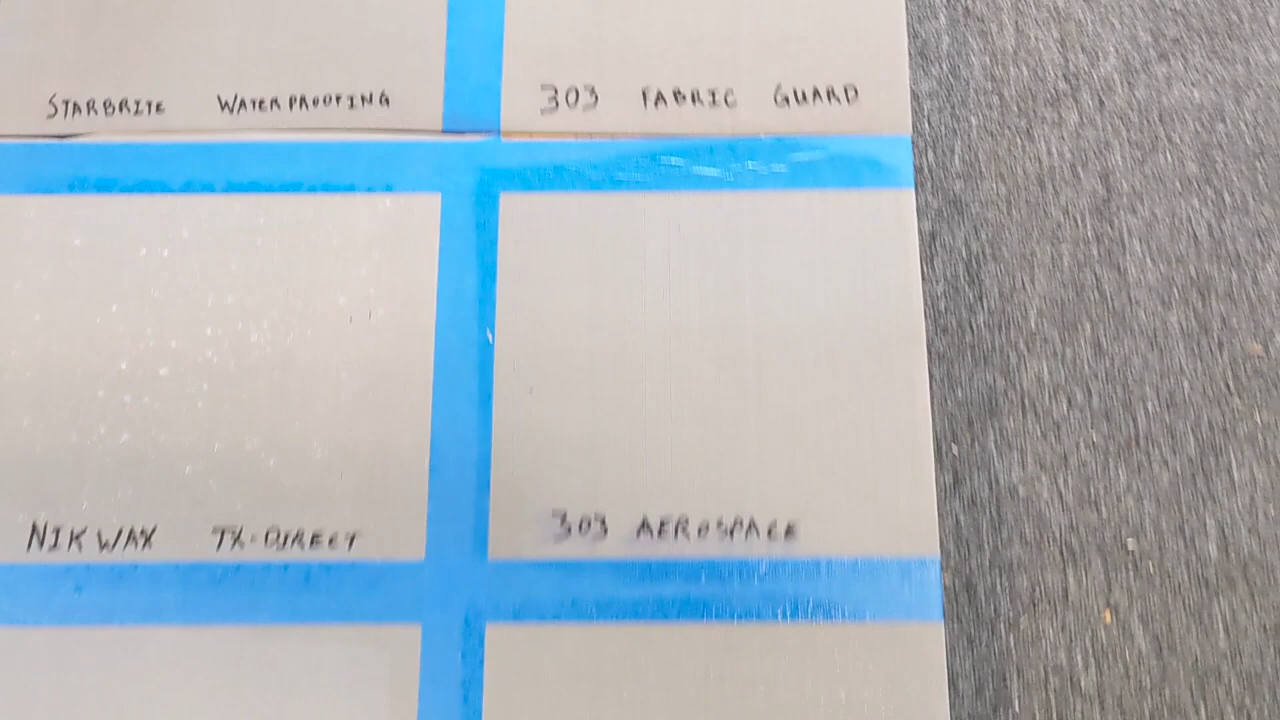 STARBRITE WATERPROOFING
303 FABRIC GUARD
NIKWAX TX-DIRECT
303 AEROSPACE